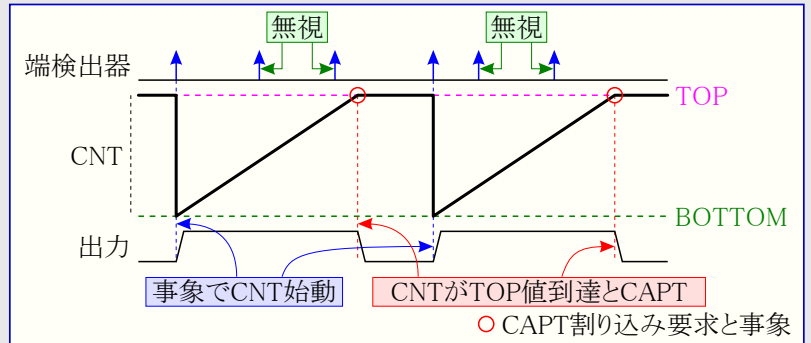 無視 無視
端検出器
TOP
CNT
BOTTOM
出力
事象でCNT始動 CNTがTOP値到達とCAPT
CAPT割り込み要求と事象